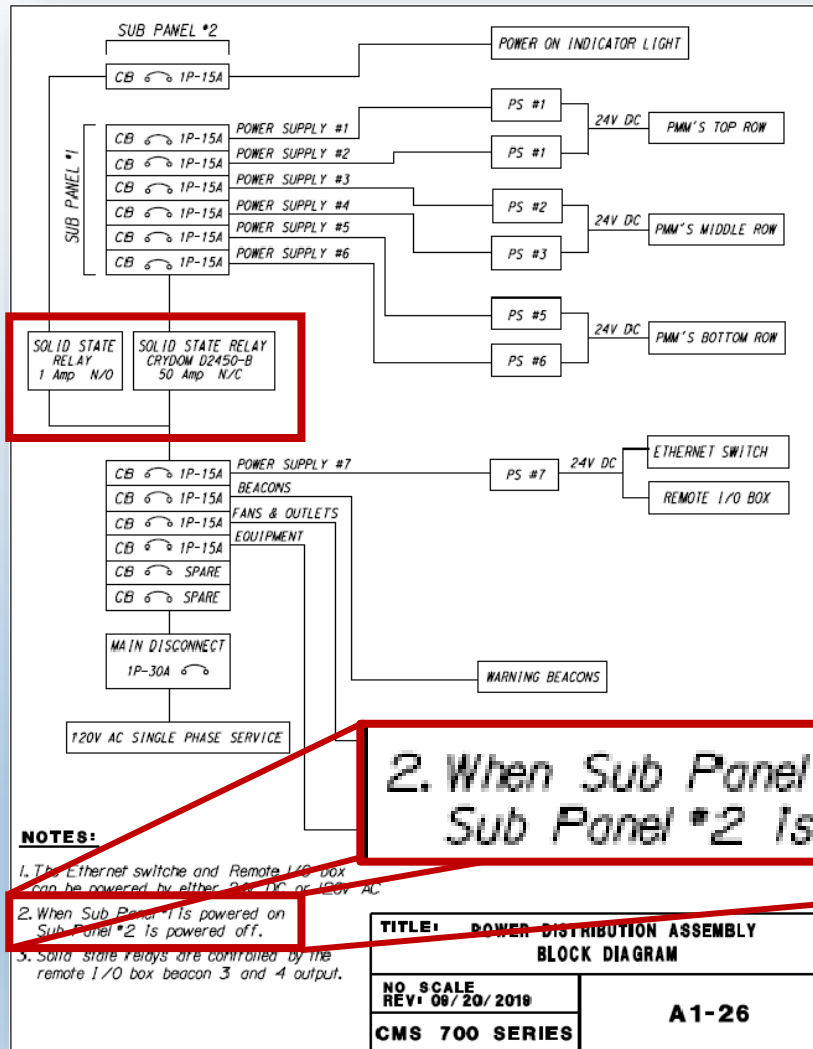 SUB PANEL #2
CB 1P-15A
POWER ON INDICATOR LIGHT
SUB PANEL #1
CB 1P-15A POWER SUPPLY #1
CB 1P-15A POWER SUPPLY #2
CB 1P-15A POWER SUPPLY #3
CB 1P-15A POWER SUPPLY #4
CB 1P-15A POWER SUPPLY #5
CB 1P-15A POWER SUPPLY #6
PS #1
PS #1
24V DC
PMM'S TOP ROW
PS #2
PS #3
24V DC
PMM'S MIDDLE ROW
PS #5
PS #6
24V DC
PMM'S BOTTOM ROW
SOLID STATE
RELAY
1 Amp N/O
SOLID STATE RELAY
CRYDOM D2450-B
50 Amp N/C
CB 1P-15A POWER SUPPLY #7
CB 1P-15A BEACONS
CB 1P-15A FANS & OUTLETS
CB 1P-15A EQUIPMENT
CB SPARE
CB SPARE
PS #7
24V DC
ETHERNET SWITCH
REMOTE I/O BOX
MAIN DISCONNECT
1P-30A
WARNING BEACONS
120V AC SINGLE PHASE SERVICE
2. When Sub Panel
Sub Panel #2 is
NOTES:
1. The Ethernet switche and Remote I/O box
can be powered by either 24V DC or 120V AC
2. When Sub Panel #1 is powered on
Sub Panel #2 is powered off.
3. Solid state relays are controlled by the
remote I/O box beacon 3 and 4 output.
TITLE: POWER DISTRIBUTION ASSEMBLY
BLOCK DIAGRAM
NO SCALE
REV: 08/20/2019
CMS 700 SERIES
A1-26